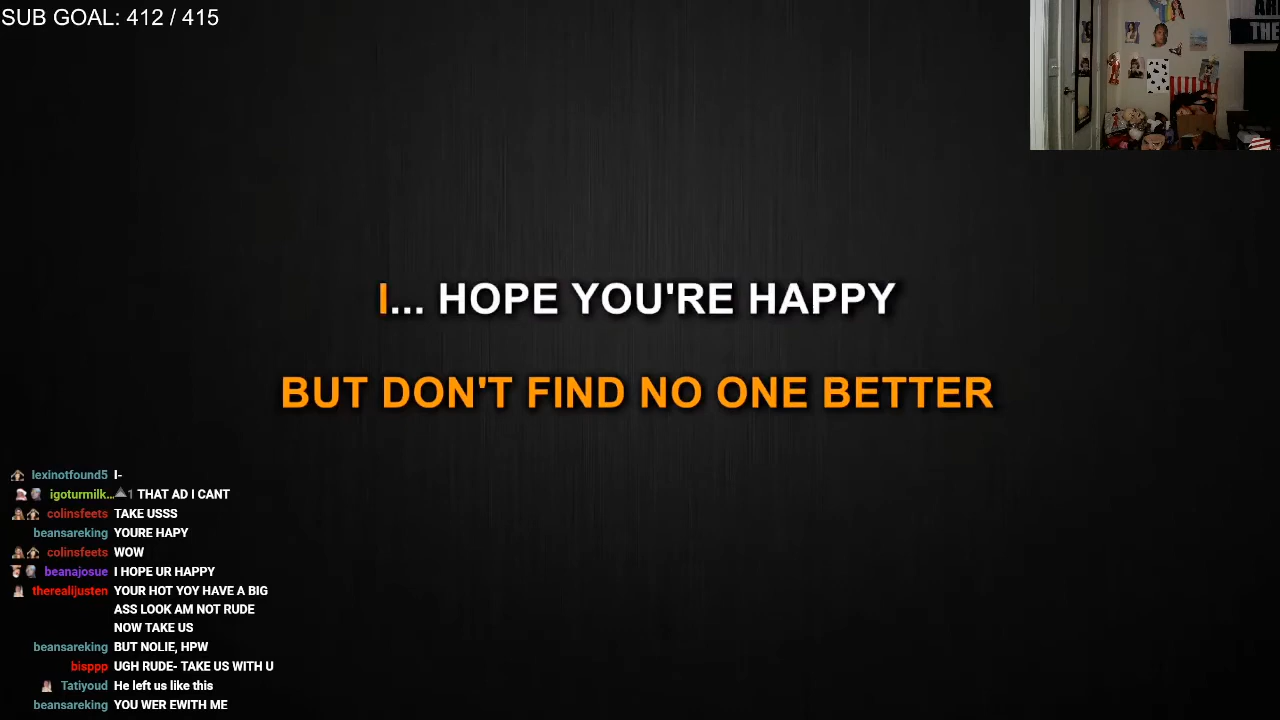 SUB GOAL: 412 / 415
THE
I... HOPE YOU'RE HAPPY
BUT DON'T FIND NO ONE BETTER
lexinotfound5 I-
igoturmilk... 1 THAT AD I CANT
colinsfeets TAKE USSS
beansareking YOURE HAPY
colinsfeets WOW
beanajosue I HOPE UR HAPPY
therealijusten YOUR HOT YOY HAVE A BIG
ASS LOOK AM NOT RUDE
NOW TAKE US
beansareking BUT NOLIE, HPW
bisppp UGH RUDE- TAKE US WITH U
Tatiyoud He left us like this
beansareking YOU WER EWITH ME